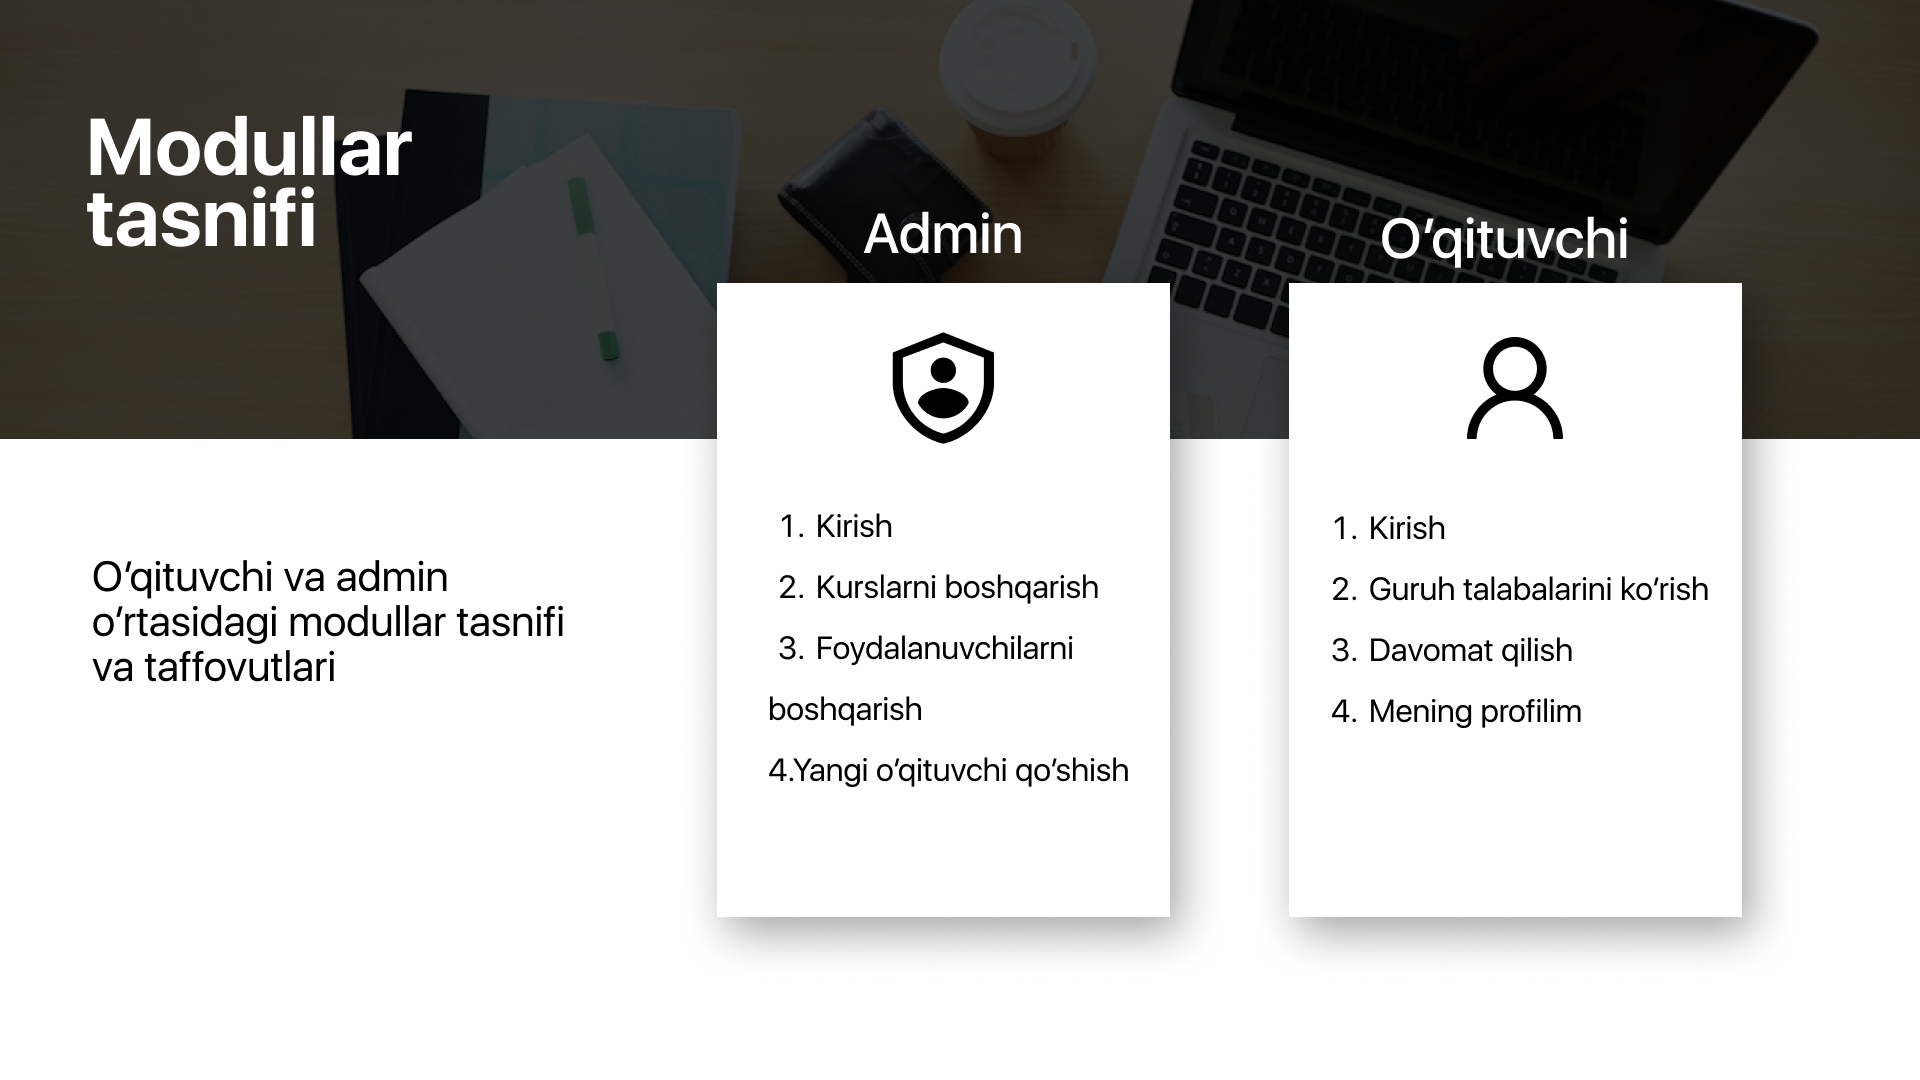 Modullar
tasnifi
Admin
O‘qituvchi
O‘qituvchi va admin
o‘rtasidagi modullar tasnifi
va taffovutlari
1. Kirish
2. Kurslarni boshqarish
3. Foydalanuvchilarni
boshqarish
4.Yangi o‘qituvchi qo‘shish
1. Kirish
2. Guruh talabalarini ko‘rish
3. Davomat qilish
4. Mening profilim